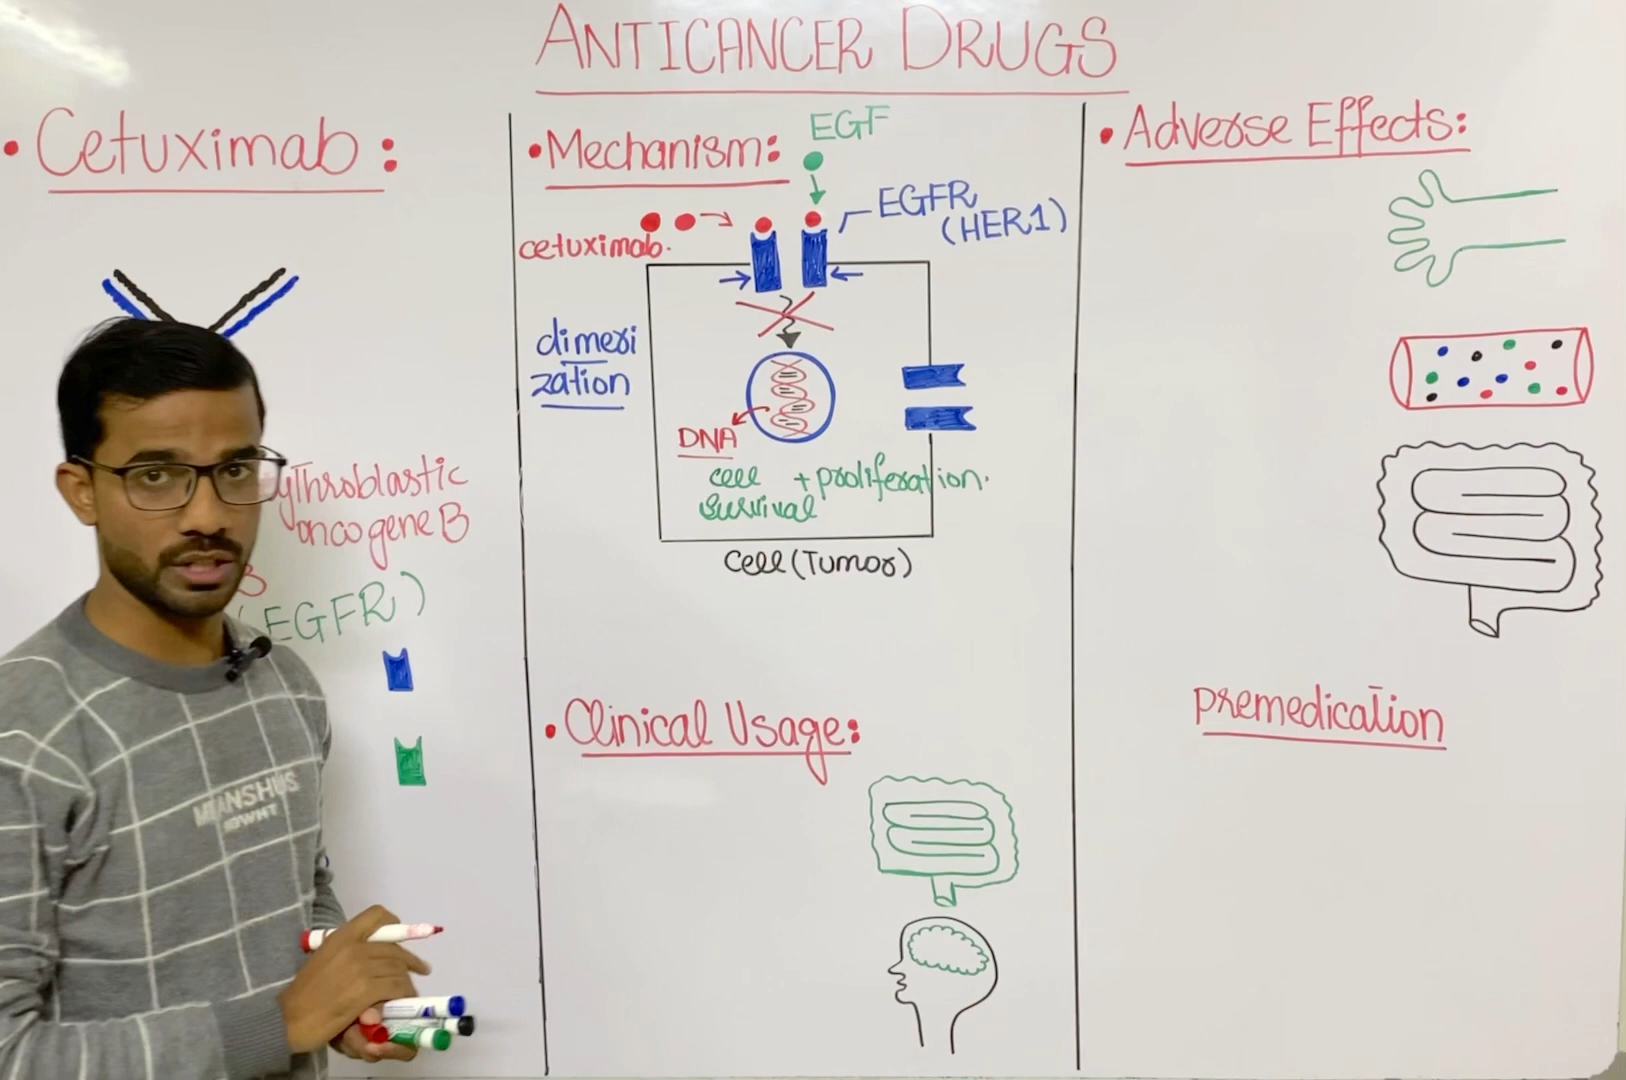 ANTICANCER DRUGS
• Cetuximab :
ythroblastic
oncogene B
B
(EGFR)
• Mechanism:
EGF
EGFR
(HER1)
cetuximab.
dimeri
zation
DNA
cell + proliferation.
survival
Cell (Tumor)
• Clinical Usage:
• Adverse Effects:
Premedication